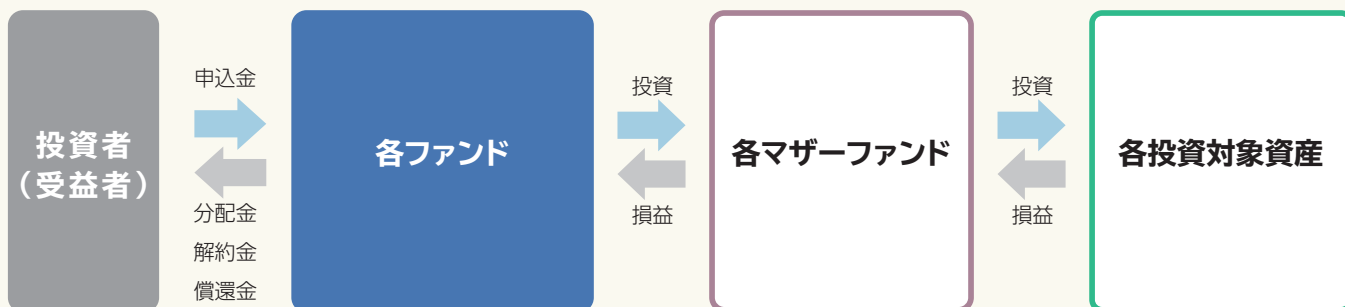 投資者
（受益者）
申込金
分配金
解約金
償還金
各ファンド
投資
損益
各マザーファンド
投資
損益
各投資対象資産